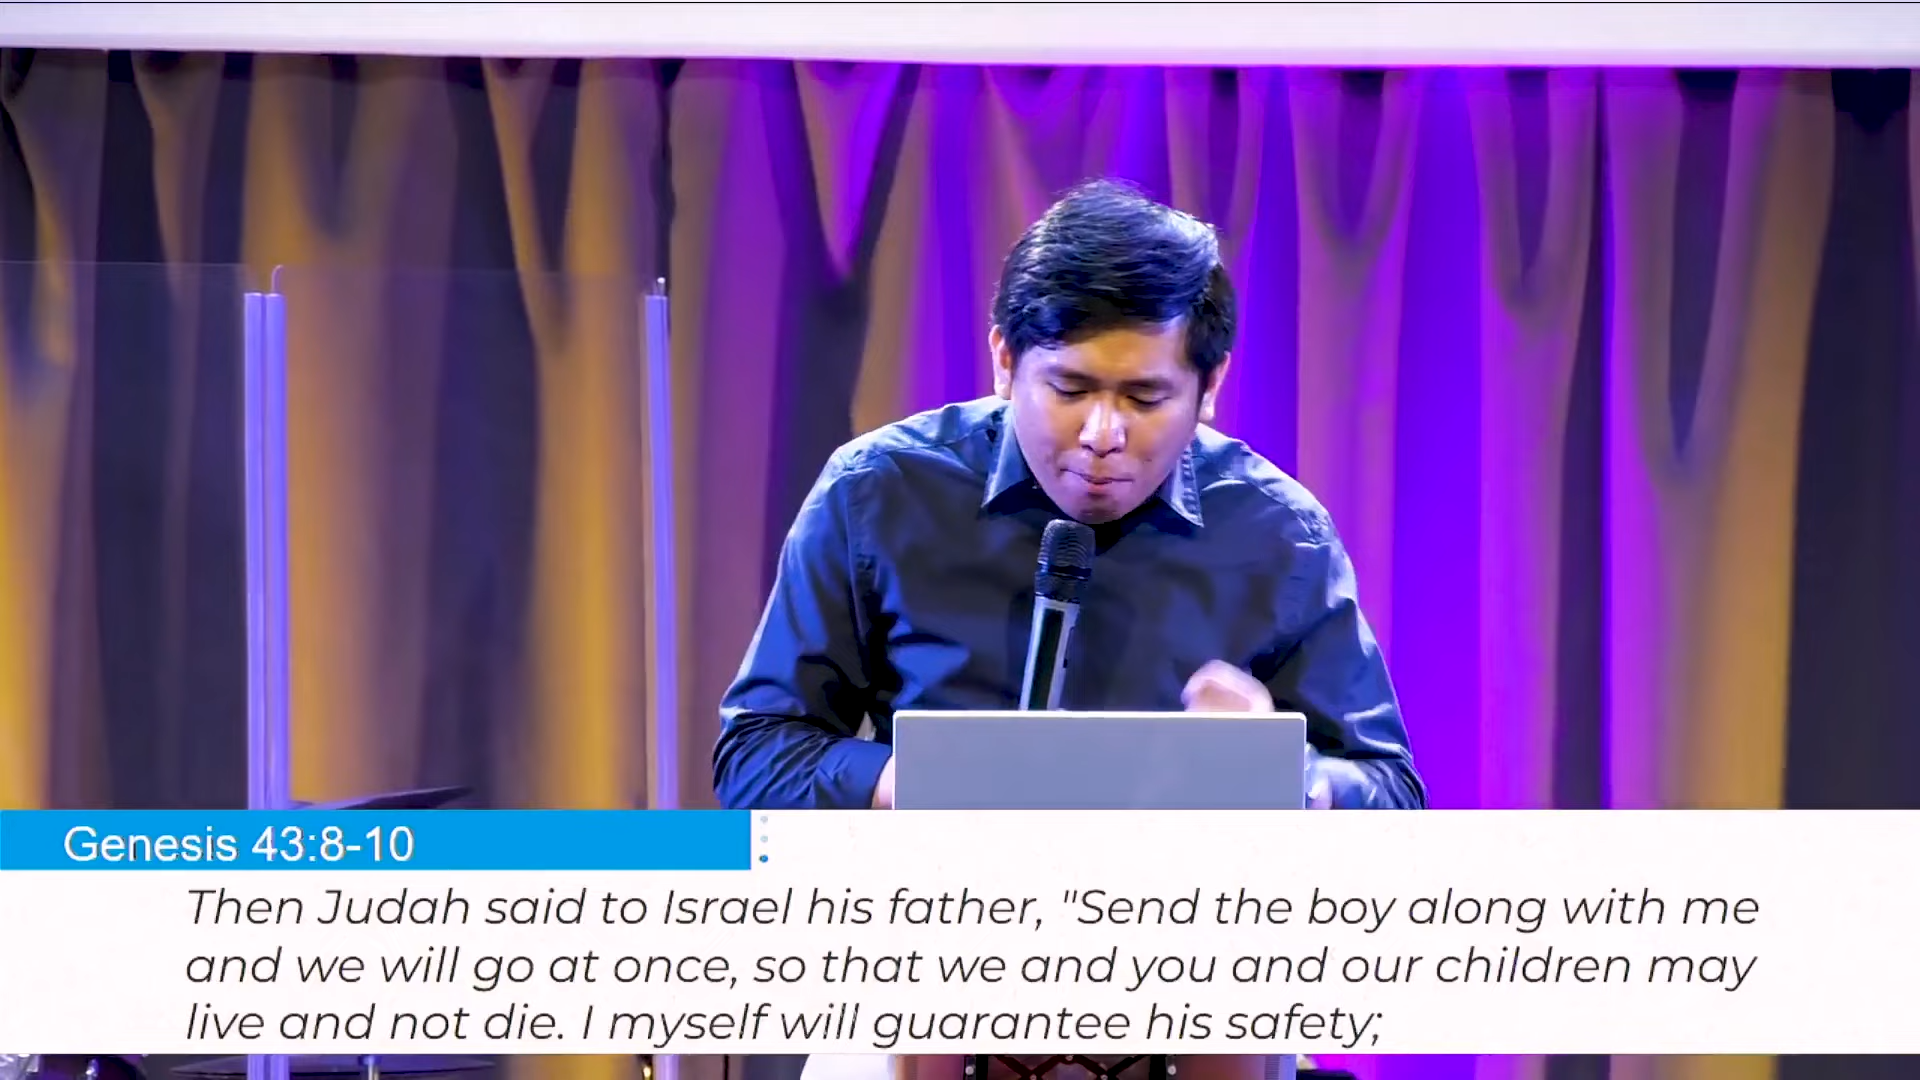 Genesis 43:8-10
Then Judah said to Israel his father, "Send the boy along with me
and we will go at once, so that we and you and our children may
live and not die. I myself will guarantee his safety;